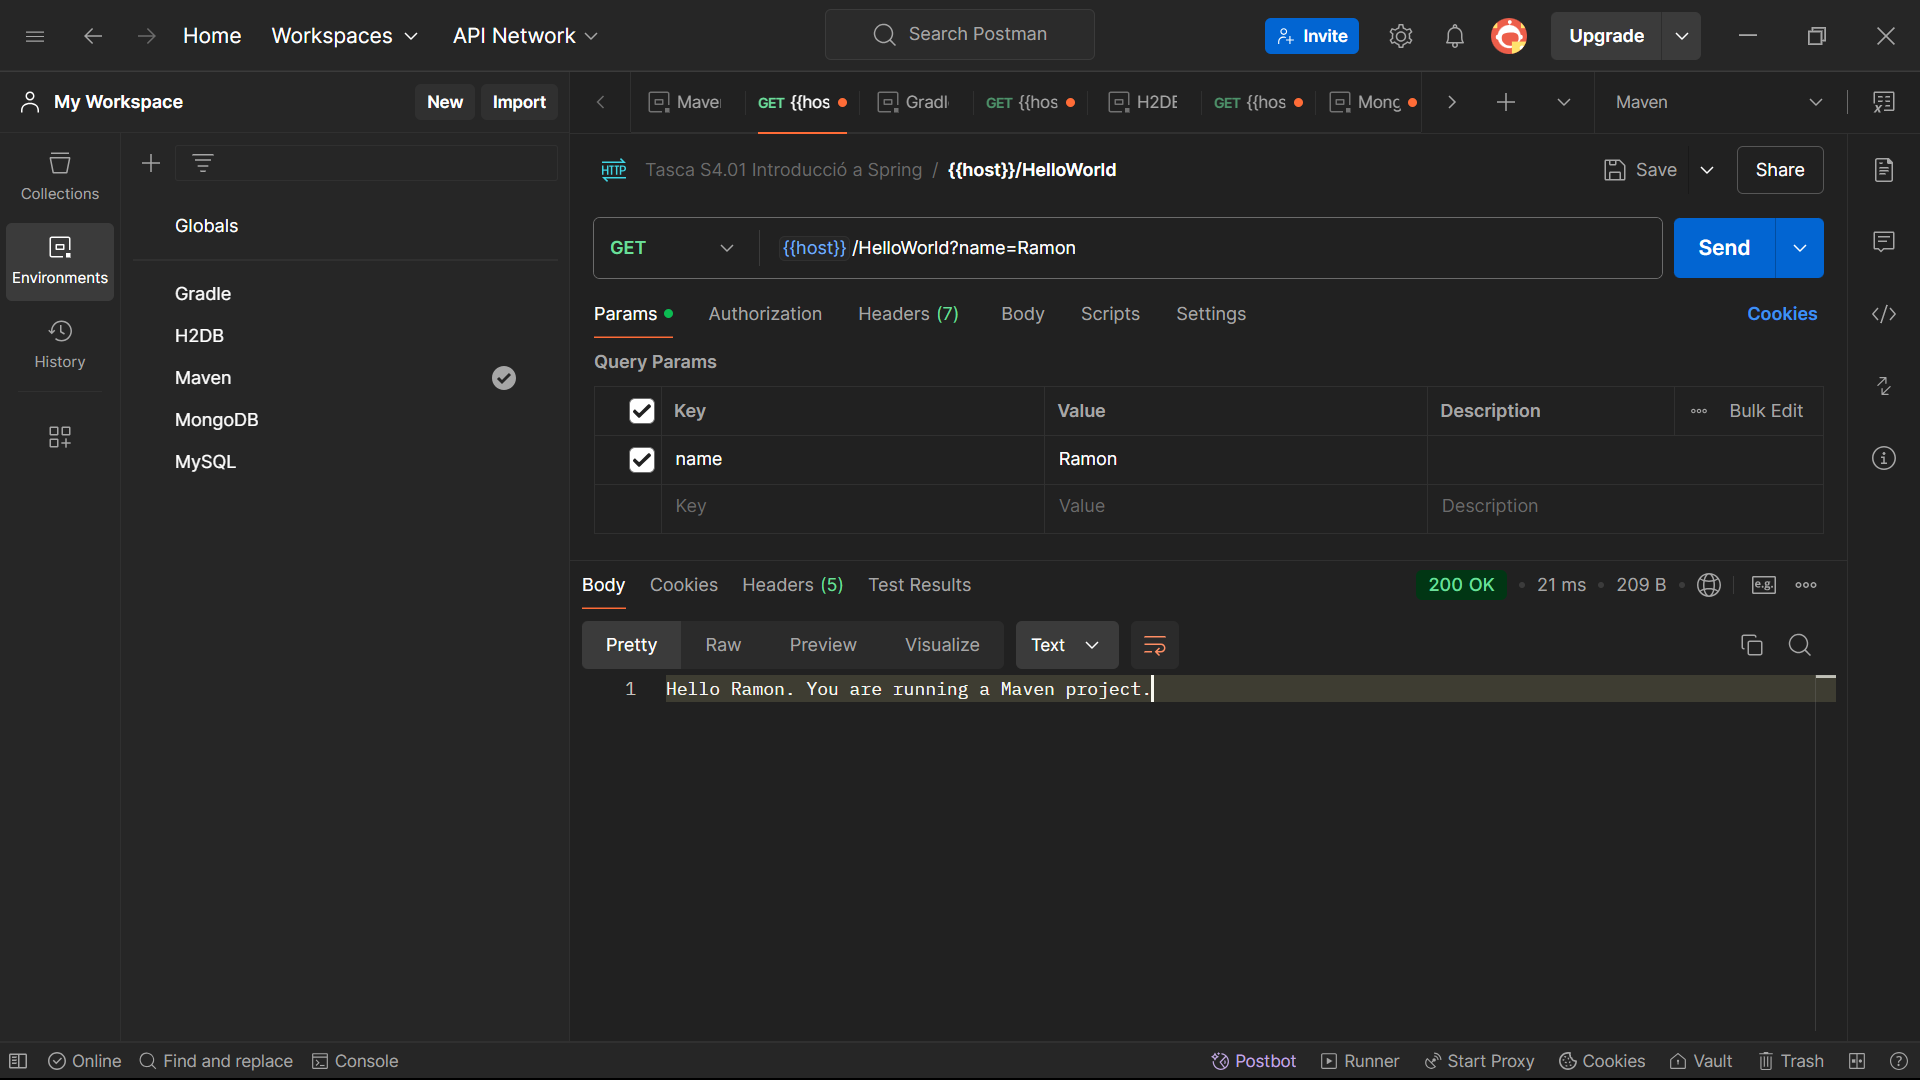 Home Workspaces API Network Search Postman Invite Upgrade
My Workspace New Import
Mave GET {{hos Gradl GET {{hos H2DE GET {{hos Mong Maven
Collections
Environments
History
Globals
Gradle
H2DB
Maven
MongoDB
MySQL
HTTP Tasca S4.01 Introducció a Spring / {{host}}/HelloWorld Save Share
GET {{host}} /HelloWorld?name=Ramon Send
Params Authorization Headers (7) Body Scripts Settings Cookies
Query Params
Key Value Description Bulk Edit
name Ramon
Key Value Description
Body Cookies Headers (5) Test Results 200 OK 21 ms 209 B e.g.
Pretty Raw Preview Visualize Text
1 Hello Ramon. You are running a Maven project.
Online Find and replace Console Postbot Runner Start Proxy Cookies Vault Trash